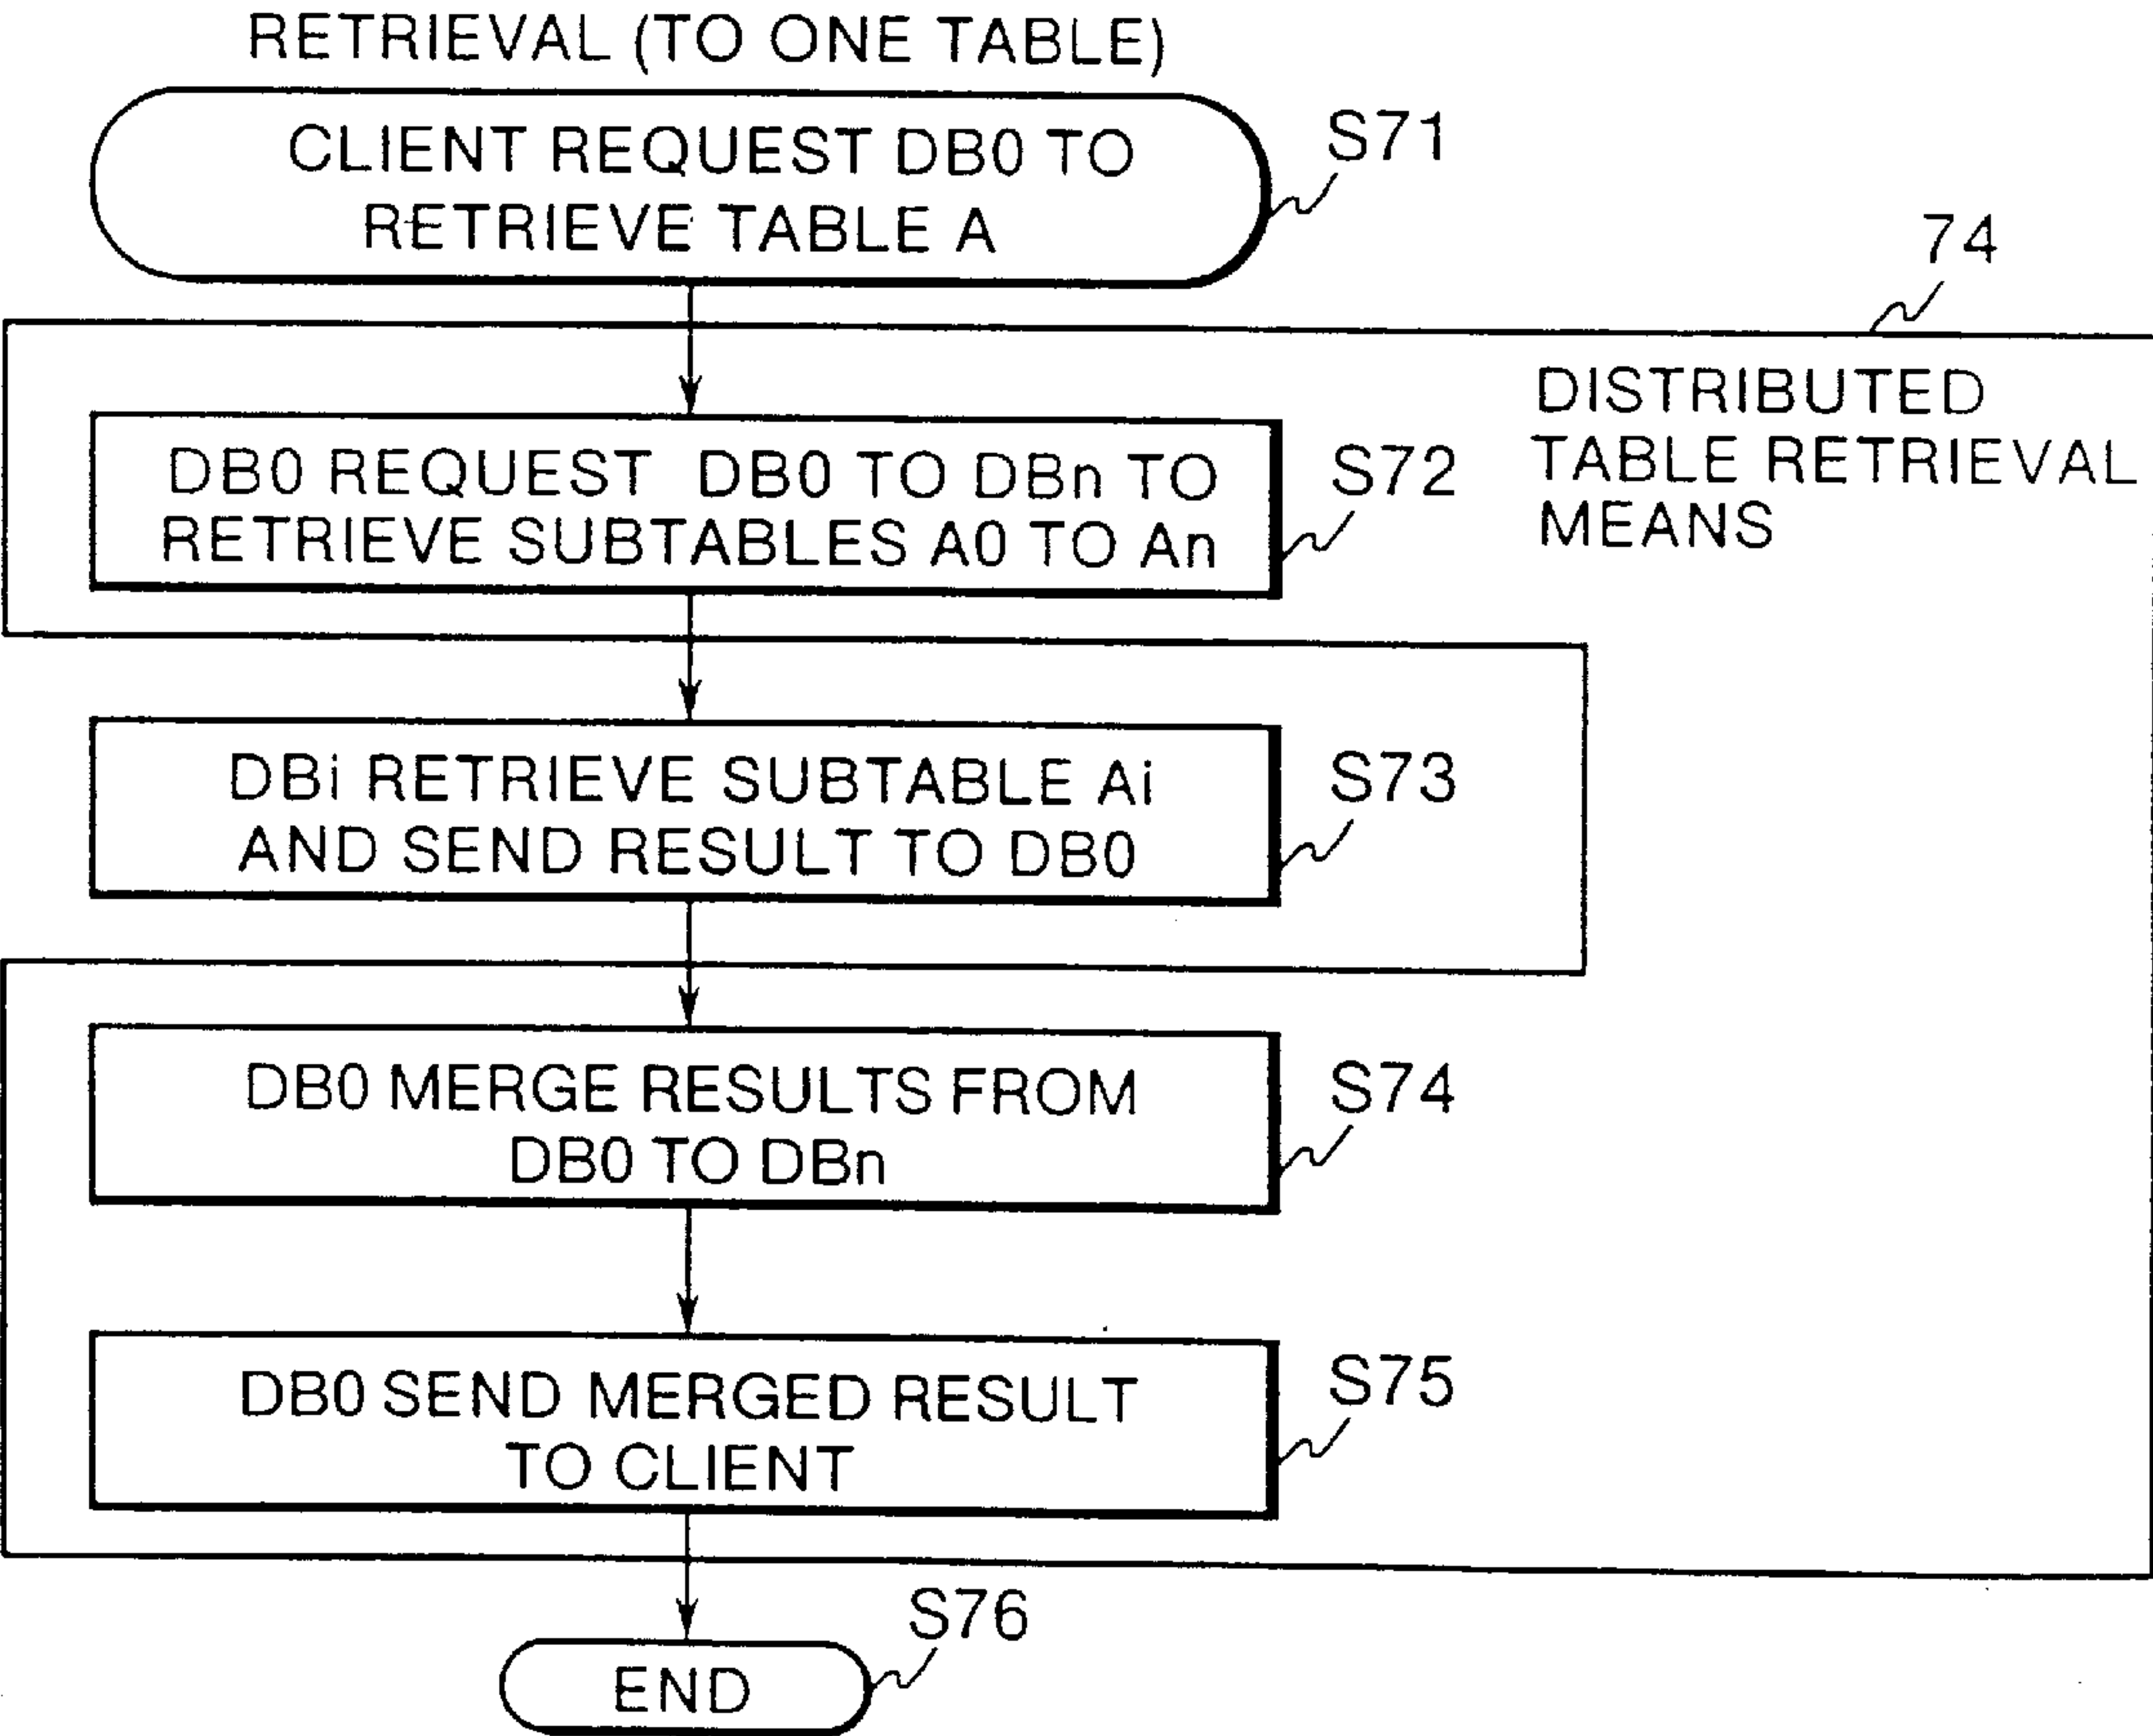 RETRIEVAL (TO ONE TABLE)
CLIENT REQUEST DB0 TO
RETRIEVE TABLE A
S71
74
DISTRIBUTED
TABLE RETRIEVAL
MEANS
DB0 REQUEST DB0 TO DBn TO
RETRIEVE SUBTABLES A0 TO An
S72
DBi RETRIEVE SUBTABLE Ai
AND SEND RESULT TO DB0
S73
DB0 MERGE RESULTS FROM
DB0 TO DBn
S74
DB0 SEND MERGED RESULT
TO CLIENT
S75
S76
END